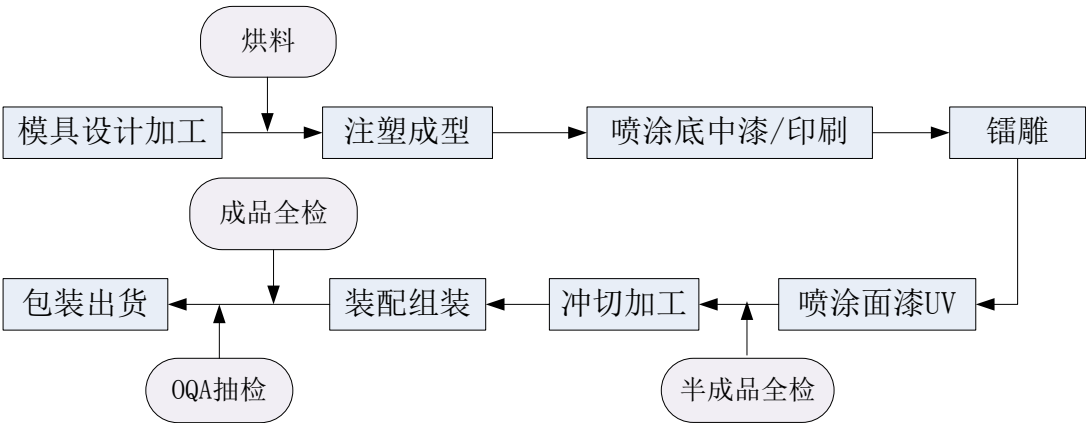 烘料
模具设计加工
注塑成型
喷涂底中漆/印刷
镭雕
成品全检
包装出货
装配组装
冲切加工
喷涂面漆UV
OQA抽检
半成品全检